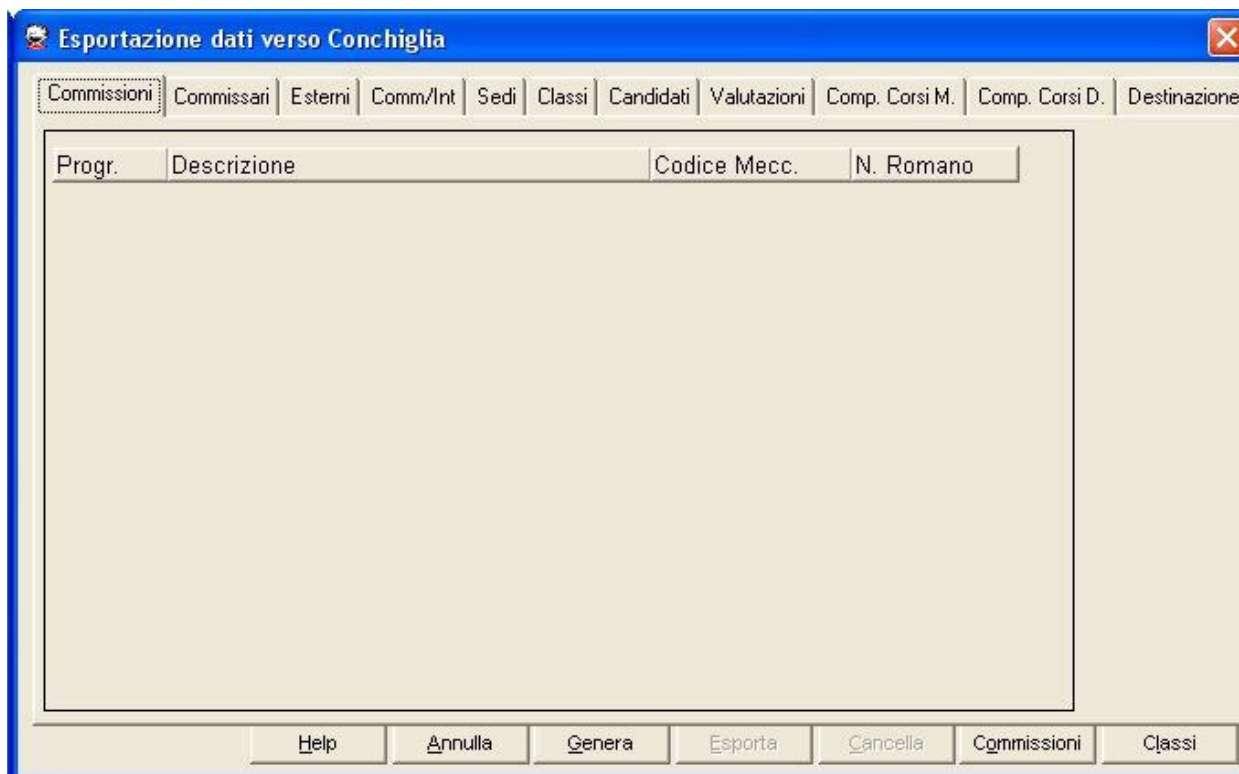 Esportazione dati verso Conchiglia
Commissioni Commissari Esterni Comm/Int Sedi Classi Candidati Valutazioni Comp. Corsi M. Comp. Corsi D. Destinazione
Progr. Descrizione Codice Mecc. N. Romano
Help Annulla Genera Esporta Cancella Commissioni Classi